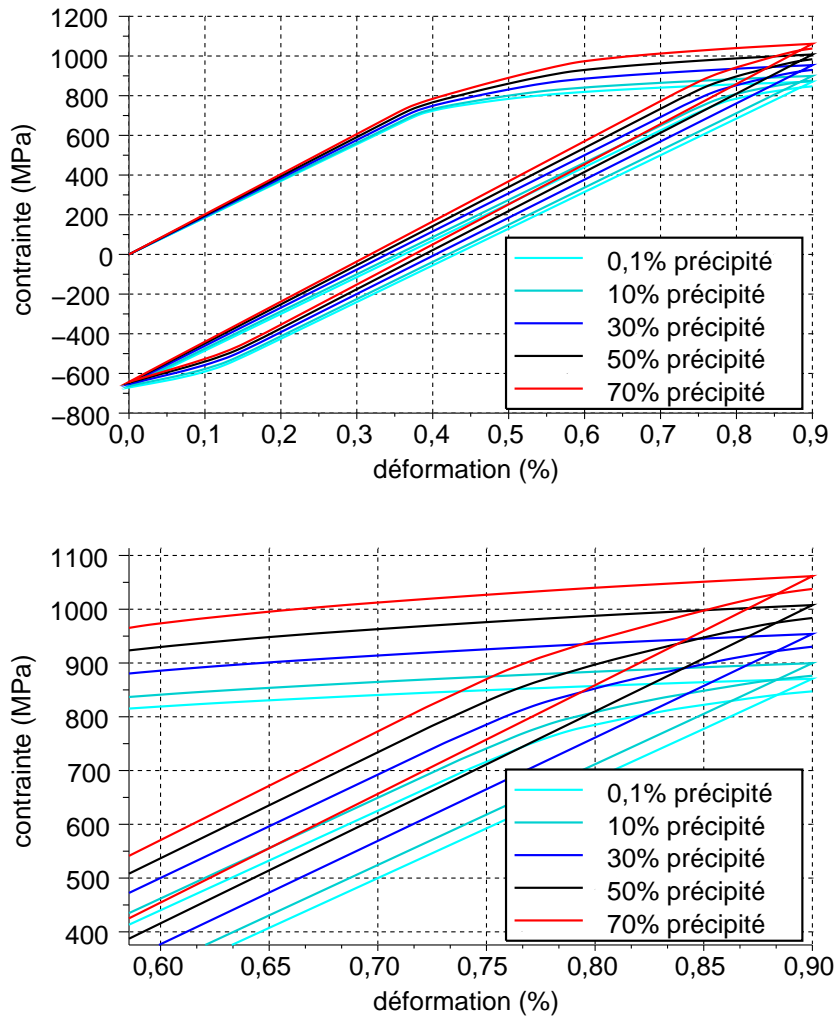 1200
1000
800
600
400
200
0
−200
−400
−600
−800
contrainte (MPa)
0,0 0,1 0,2 0,3 0,4 0,5 0,6 0,7 0,8 0,9
déformation (%)
0,1% précipité
10% précipité
30% précipité
50% précipité
70% précipité
1100
1000
900
800
700
600
500
400
contrainte (MPa)
0,60 0,65 0,70 0,75 0,80 0,85 0,90
déformation (%)
0,1% précipité
10% précipité
30% précipité
50% précipité
70% précipité